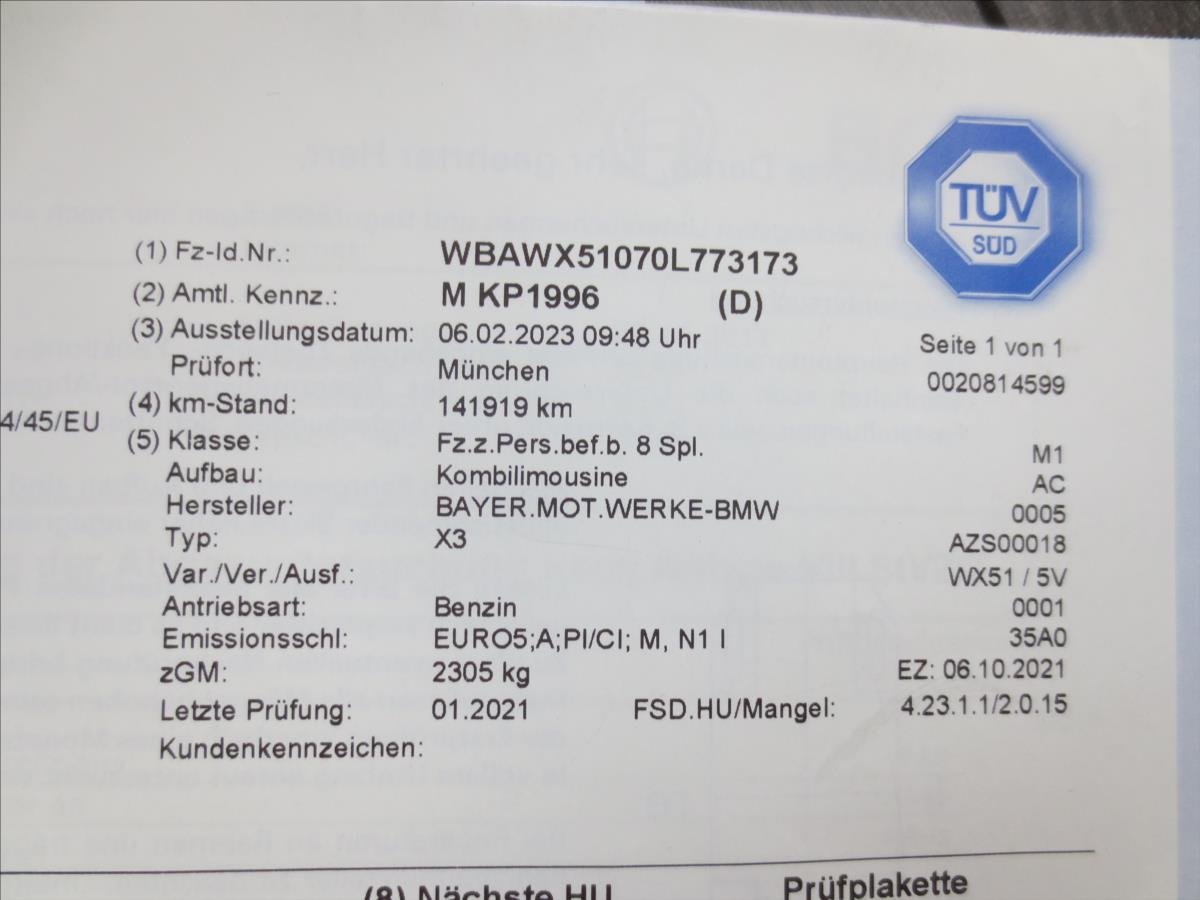 TÜV
SÜD
(1) Fz-Id.Nr.: WBAWX51070L773173
(2) Amtl. Kennz.: M KP1996 (D)
(3) Ausstellungsdatum: 06.02.2023 09:48 Uhr Seite 1 von 1
Prüfort: München 0020814599
(4) km-Stand: 141919 km
4/45/EU
(5) Klasse: Fz.z.Pers.bef.b. 8 Spl. M1
Aufbau: Kombilimousine AC
Hersteller: BAYER.MOT.WERKE-BMW 0005
Typ: X3 AZS00018
Var./Ver./Ausf.: WX51 / 5V
Antriebsart: Benzin 0001
Emissionsschl: EURO5;A;PI/CI; M, N1 I 35A0
zGM: 2305 kg EZ: 06.10.2021
Letzte Prüfung: 01.2021 FSD.HU/Mangel: 4.23.1.1/2.0.15
Kundenkennzeichen:
(8) Nächste HU Prüfplakette